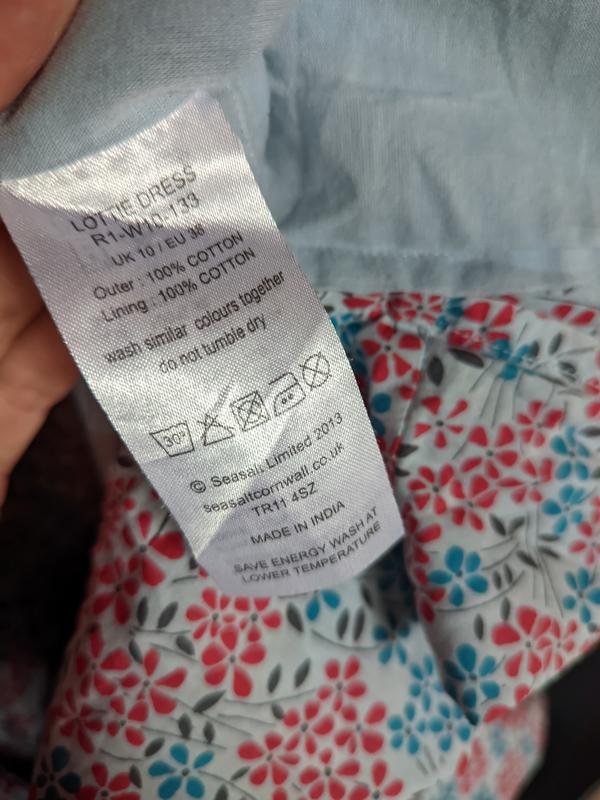 LOTTIE DRESS
R1-W10-133
UK 10 / EU 38
Outer : 100% COTTON
Lining : 100% COTTON
wash similar colours together
do not tumble dry
30°
© Seasalt Limited 2013
seasaltcornwall.co.uk
TR11 4SZ
MADE IN INDIA
SAVE ENERGY WASH AT
LOWER TEMPERATURE